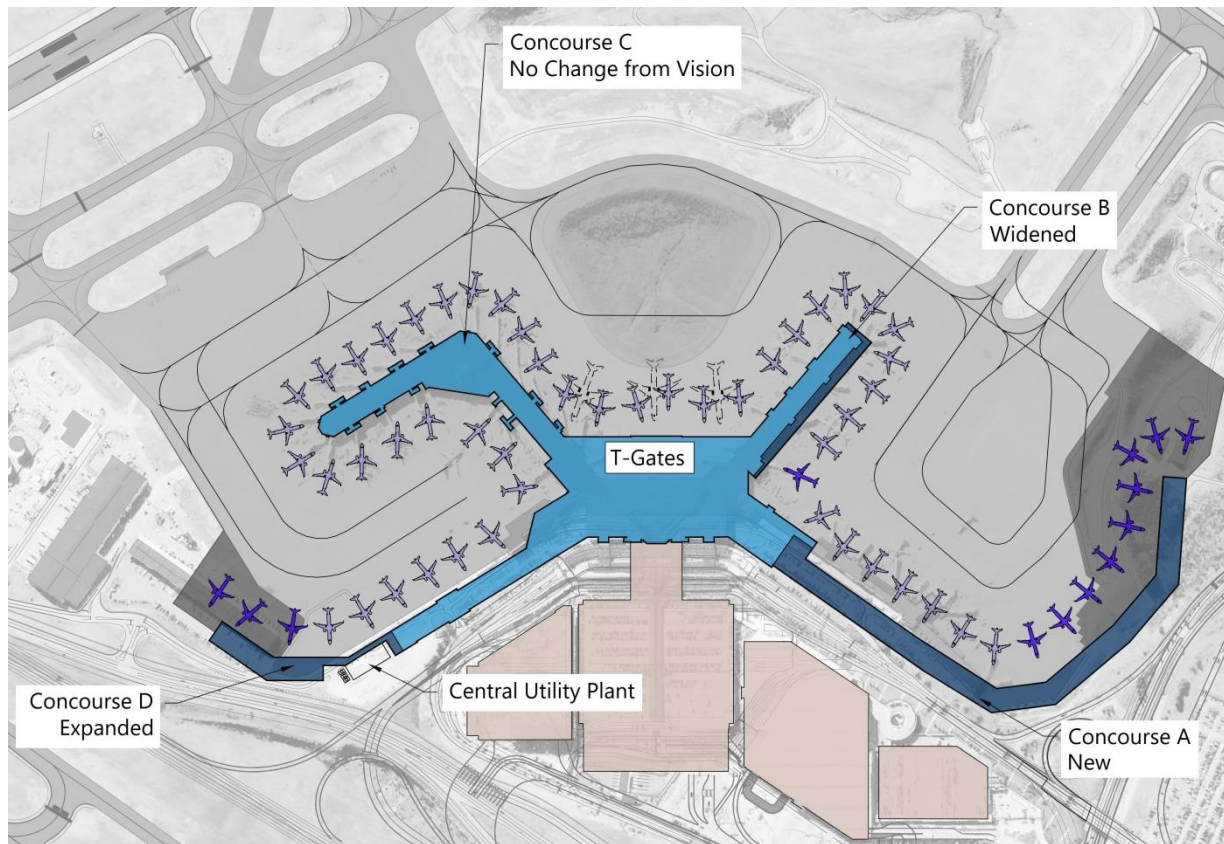 Concourse C
No Change from Vision
Concourse B
Widened
T-Gates
Concourse D
Expanded
Central Utility Plant
Concourse A
New